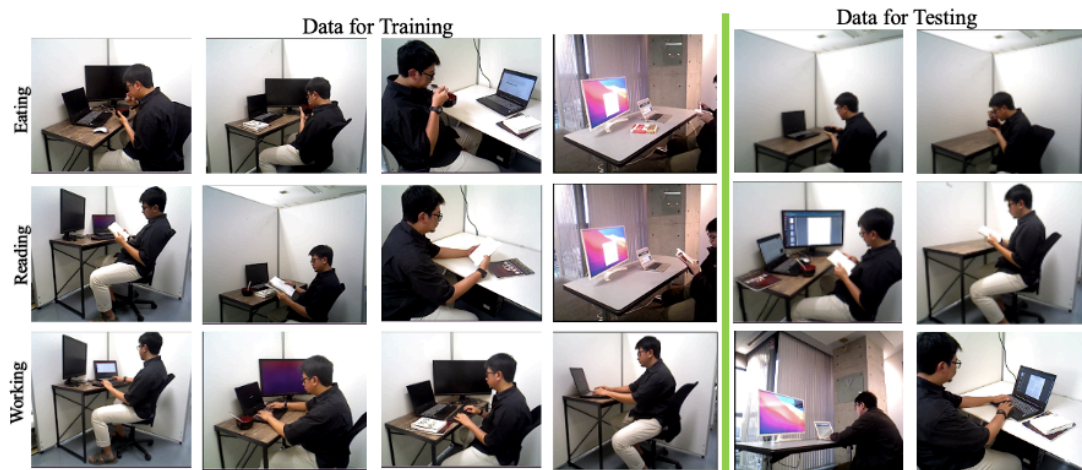 Data for Training
Data for Testing
Eating
Reading
Working